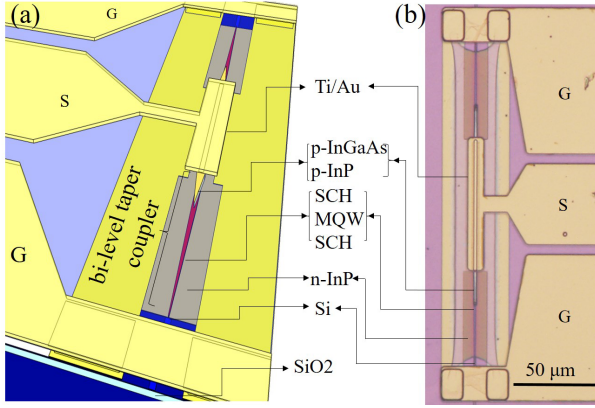 (a)
G
S
G
bi-level taper
coupler
Ti/Au
p-InGaAs
p-InP
SCH
MQW
SCH
n-InP
Si
SiO2
(b)
G
S
G
50 μm